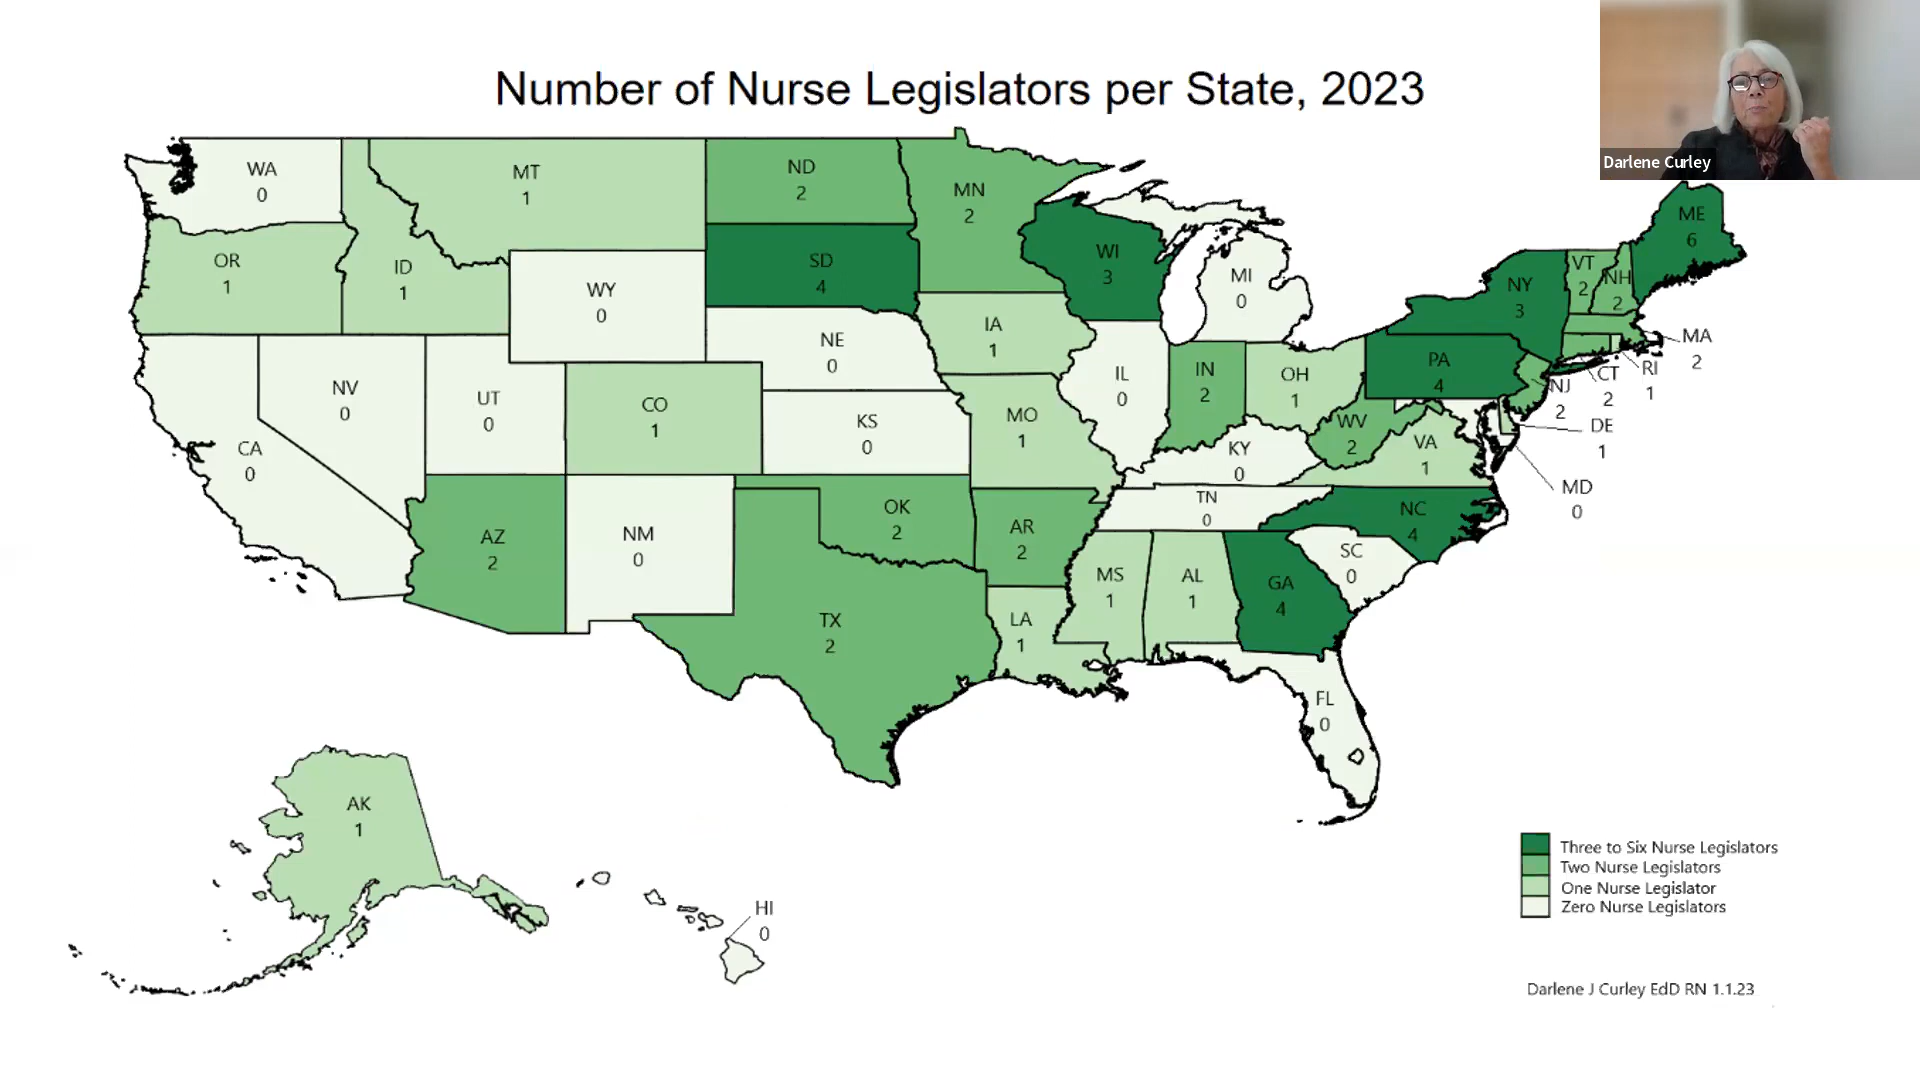 Number of Nurse Legislators per State, 2023
Darlene Curley
WA
0
MT
1
ND
2
MN
2
OR
1
ID
1
WY
0
SD
4
WI
3
MI
0
NY
3
VT
2
NH
2
ME
6
MA
2
RI
1
CT
2
NJ
2
DE
1
MD
0
CA
0
NV
0
UT
0
CO
1
NE
0
KS
0
IA
1
MO
1
IL
0
IN
2
OH
1
PA
4
WV
2
VA
1
KY
0
TN
0
NC
4
SC
0
GA
4
AZ
2
NM
0
OK
2
TX
2
AR
2
LA
1
MS
1
AL
1
FL
0
AK
1
HI
0
Three to Six Nurse Legislators
Two Nurse Legislators
One Nurse Legislator
Zero Nurse Legislators
Darlene J Curley EdD RN 1.1.23